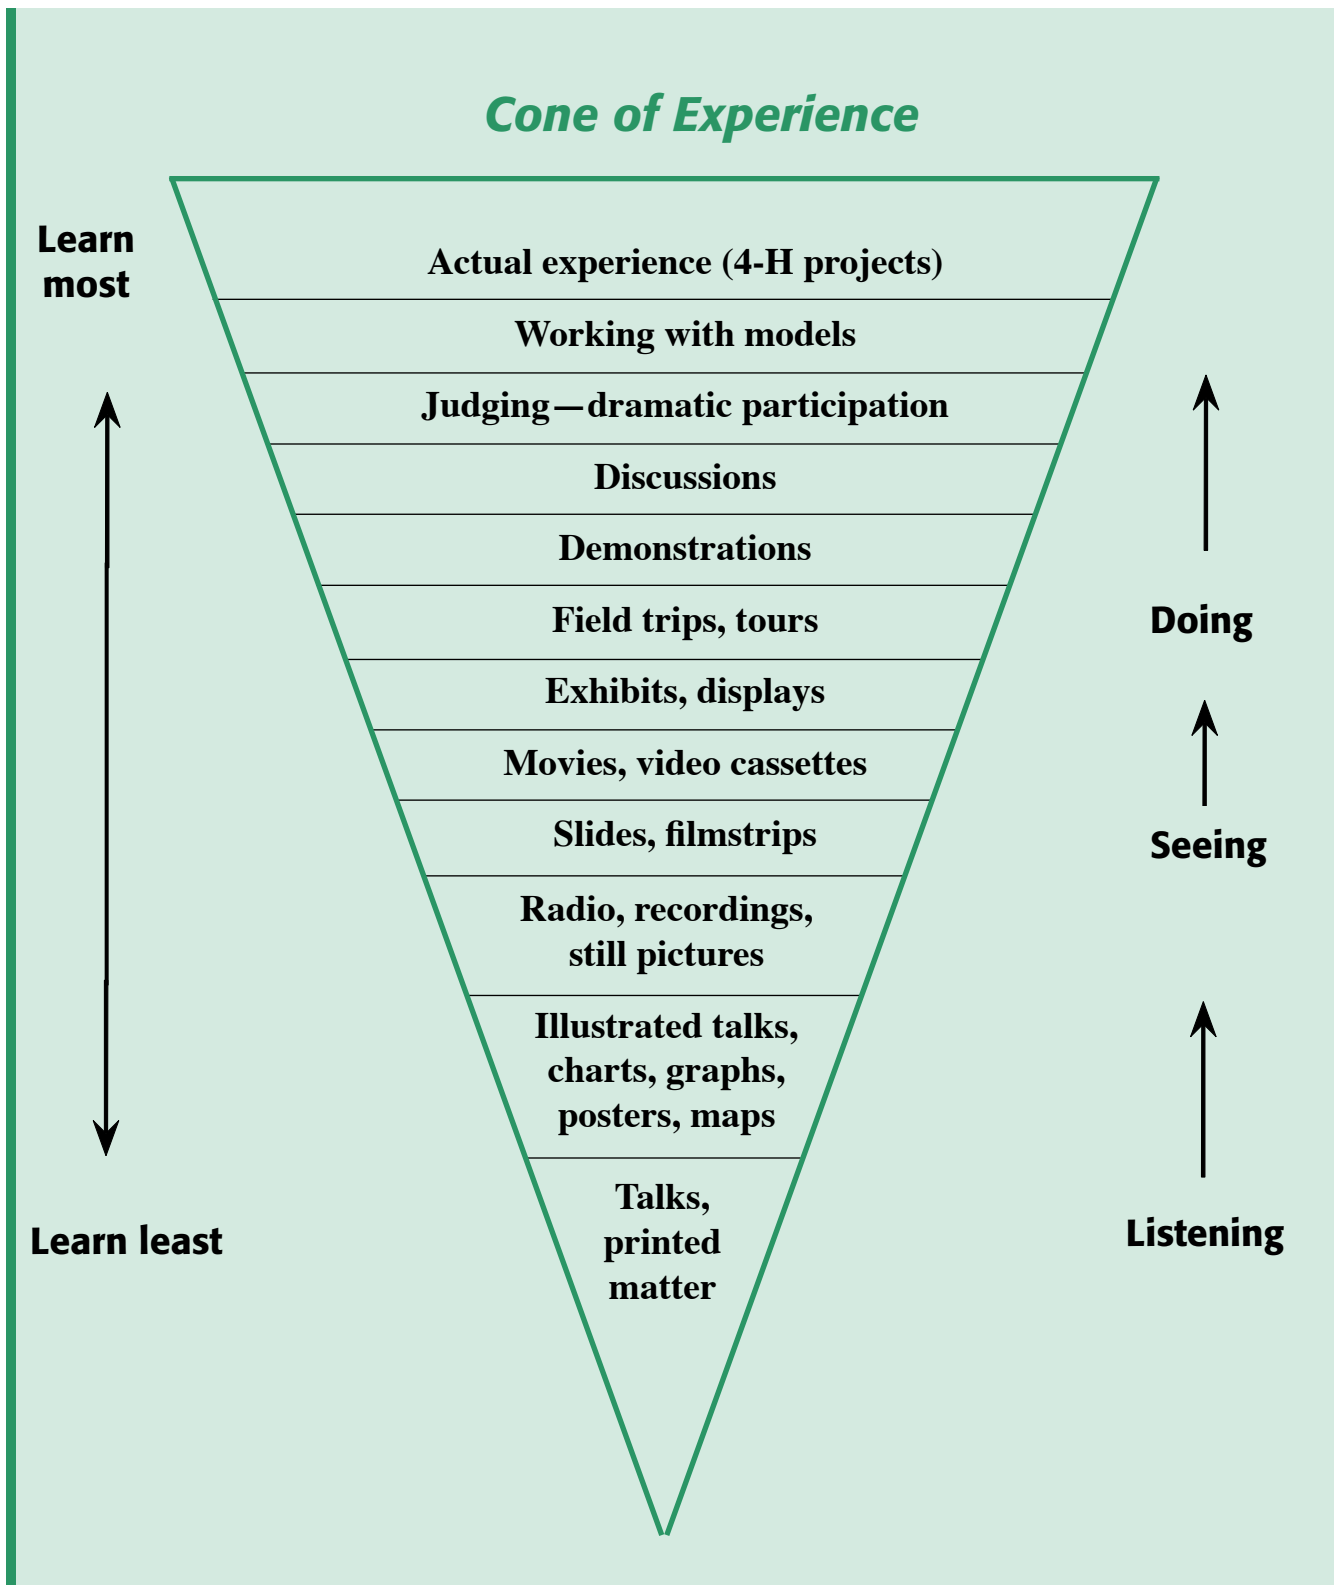 Cone of Experience
Learn
most
Actual experience (4-H projects)
Working with models
Judging—dramatic participation
Discussions
Demonstrations
Field trips, tours
Doing
Exhibits, displays
Movies, video cassettes
Slides, filmstrips
Seeing
Radio, recordings,
still pictures
Illustrated talks,
charts, graphs,
posters, maps
Talks,
printed
matter
Learn least
Listening